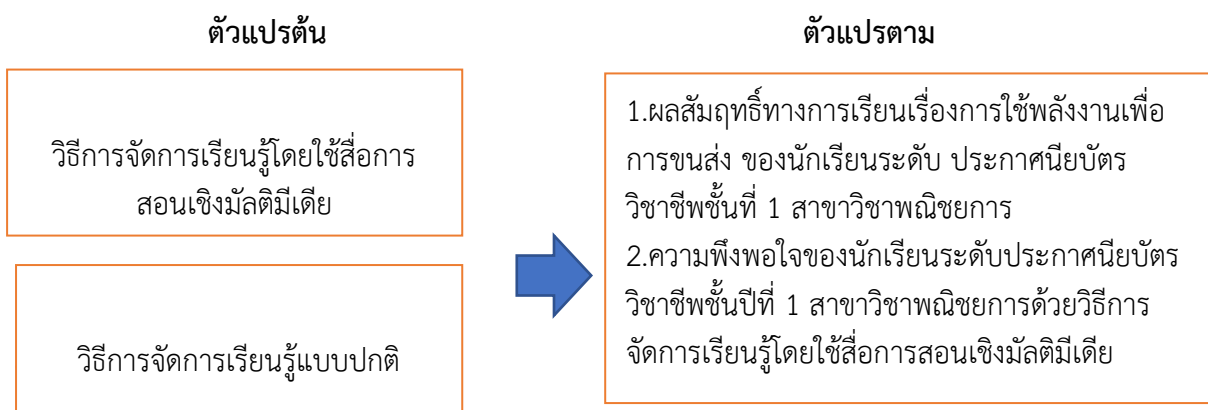 ตัวแปรต้น
ตัวแปรตาม
วิธีการจัดการเรียนรู้โดยใช้สื่อการ
สอนเชิงมัลติมีเดีย
วิธีการจัดการเรียนรู้แบบปกติ
1.ผลสัมฤทธิ์ทางการเรียนเรื่องการใช้พลังงานเพื่อ
การขนส่ง ของนักเรียนระดับ ประกาศนียบัตร
วิชาชีพชั้นที่ 1 สาขาวิชาพณิชยการ
2.ความพึงพอใจของนักเรียนระดับประกาศนียบัตร
วิชาชีพชั้นปีที่ 1 สาขาวิชาพณิชยการด้วยวิธีการ
จัดการเรียนรู้โดยใช้สื่อการสอนเชิงมัลติมีเดีย